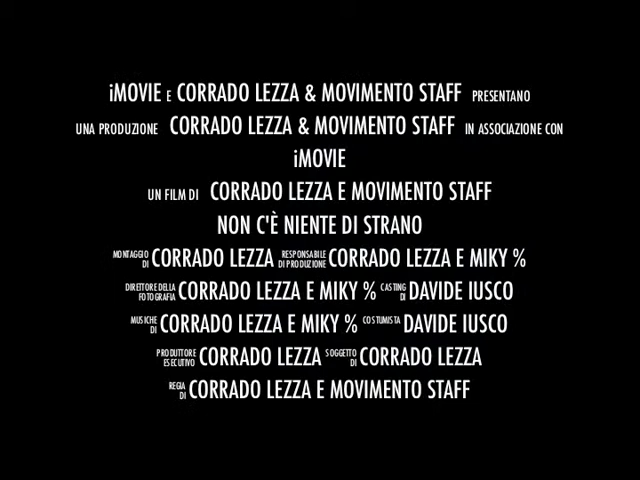 iMOVIE E CORRADO LEZZA & MOVIMENTO STAFF PRESENTANO
UNA PRODUZIONE CORRADO LEZZA & MOVIMENTO STAFF IN ASSOCIAZIONE CON
iMOVIE
UN FILM DI CORRADO LEZZA E MOVIMENTO STAFF
NON C'È NIENTE DI STRANO
MONTAGGIO DI CORRADO LEZZA RESPONSABILE DI PRODUZIONE CORRADO LEZZA E MIKY %
DIRETTORE DELLA FOTOGRAFIA CORRADO LEZZA E MIKY % CASTING DI DAVIDE IUSCO
MUSICHE DI CORRADO LEZZA E MIKY % COSTUMISTA DAVIDE IUSCO
PRODUTTORE ESECUTIVO CORRADO LEZZA SOGGETTO DI CORRADO LEZZA
REGIA DI CORRADO LEZZA E MOVIMENTO STAFF